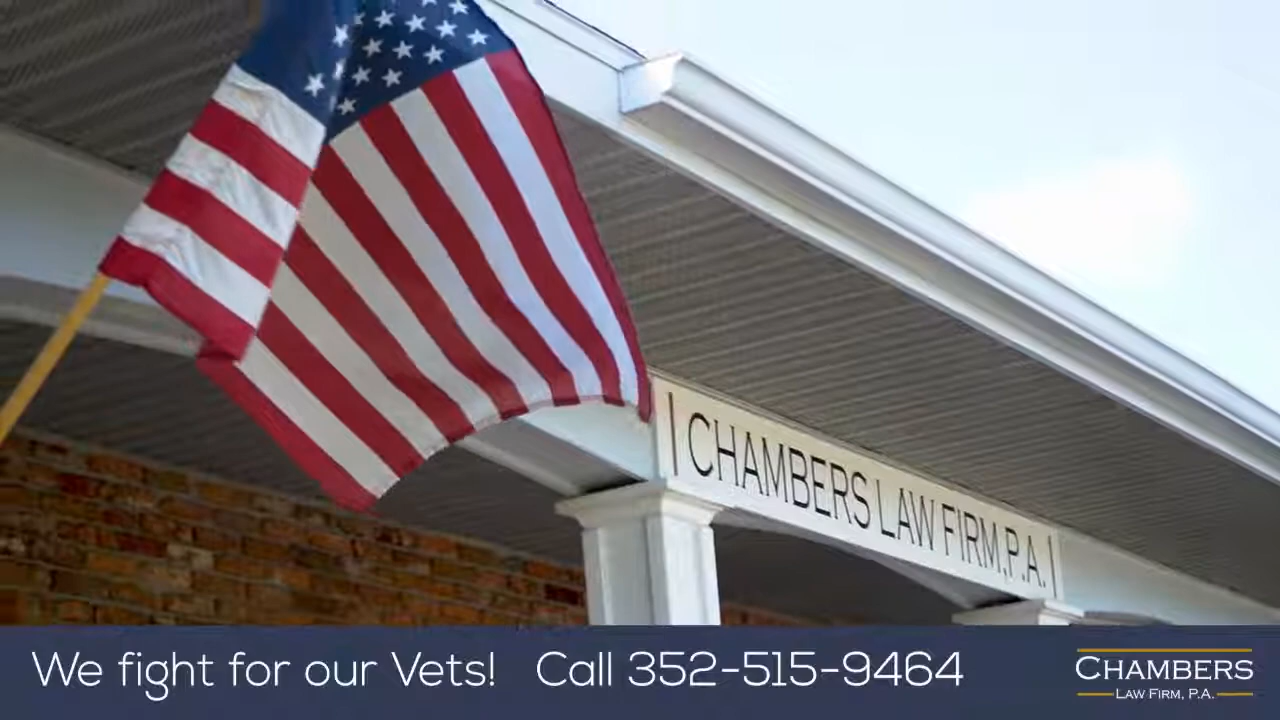 | CHAMBERS LAW FIRM, P.A. |
We fight for our Vets! Call 352-515-9464
CHAMBERS
LAW FIRM, P.A.